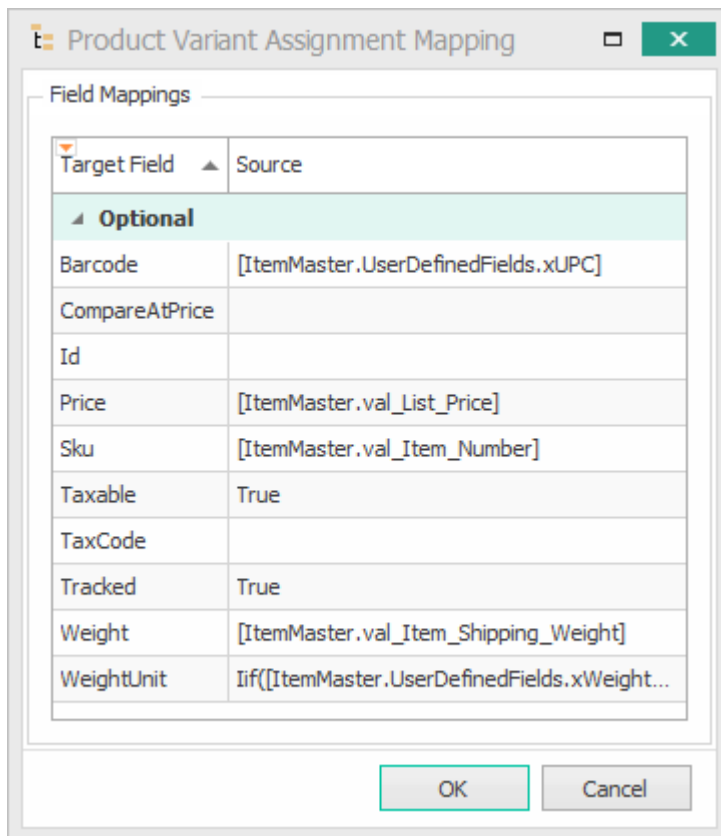 Product Variant Assignment Mapping
Field Mappings
Target Field Source
Optional
Barcode [ItemMaster.UserDefinedFields.xUPC]
CompareAtPrice
Id
Price [ItemMaster.val_List_Price]
Sku [ItemMaster.val_Item_Number]
Taxable True
TaxCode
Tracked True
Weight [ItemMaster.val_Item_Shipping_Weight]
WeightUnit Iif([ItemMaster.UserDefinedFields.xWeight...
OK Cancel